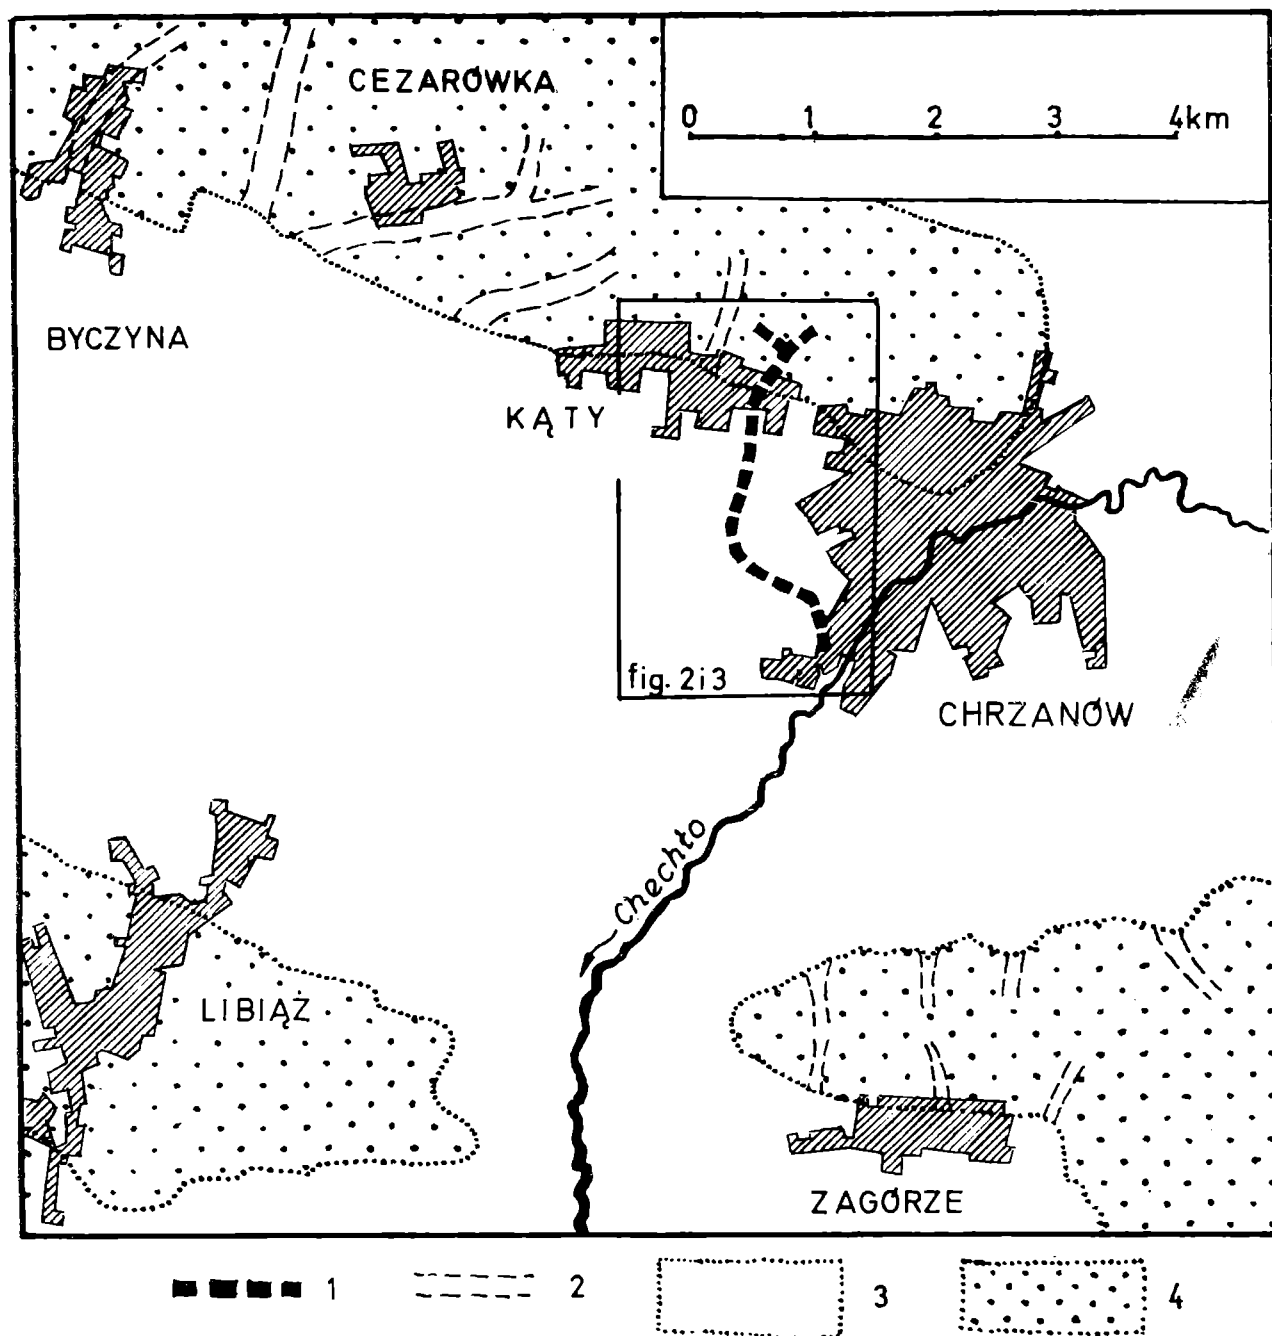 CEZARÓWKA
0 1 2 3 4km
BYCZYNA
KĄTY
fig. 2i3
CHRZANÓW
Chechło
LIBIĄŻ
ZAGÓRZE
1 2 3 4